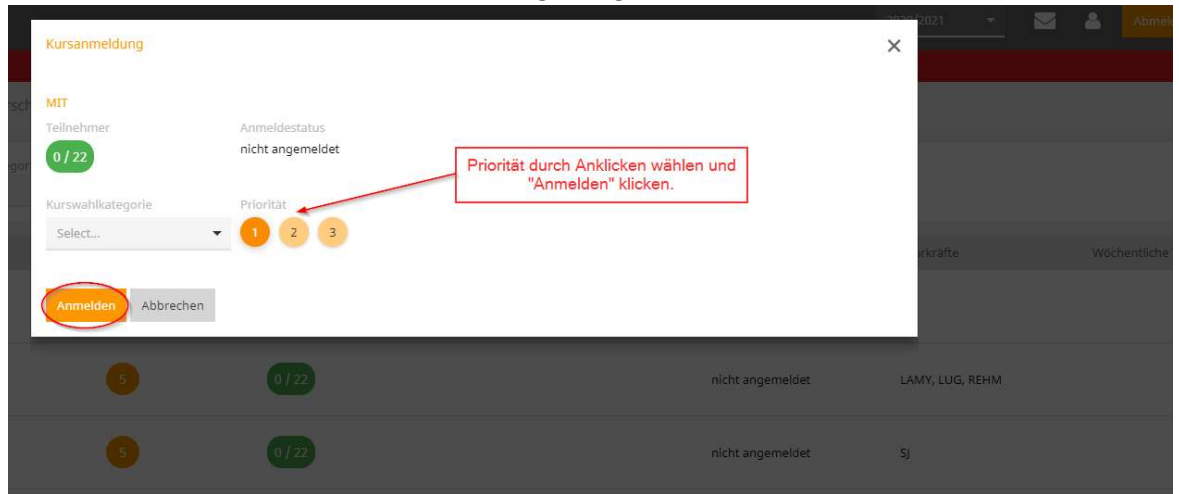 2020/2021
Abmel
Kursanmeldung
MIT
Teilnehmer Anmeldestatus
0 / 22 nicht angemeldet
Priorität durch Anklicken wählen und
"Anmelden" klicken.
Kurswahlkategorie Priorität
Select... 1 2 3
rkräfte Wöchentliche
Anmelden Abbrechen
5 0 / 22 nicht angemeldet LAMY, LUG, REHM
5 0 / 22 nicht angemeldet Sj